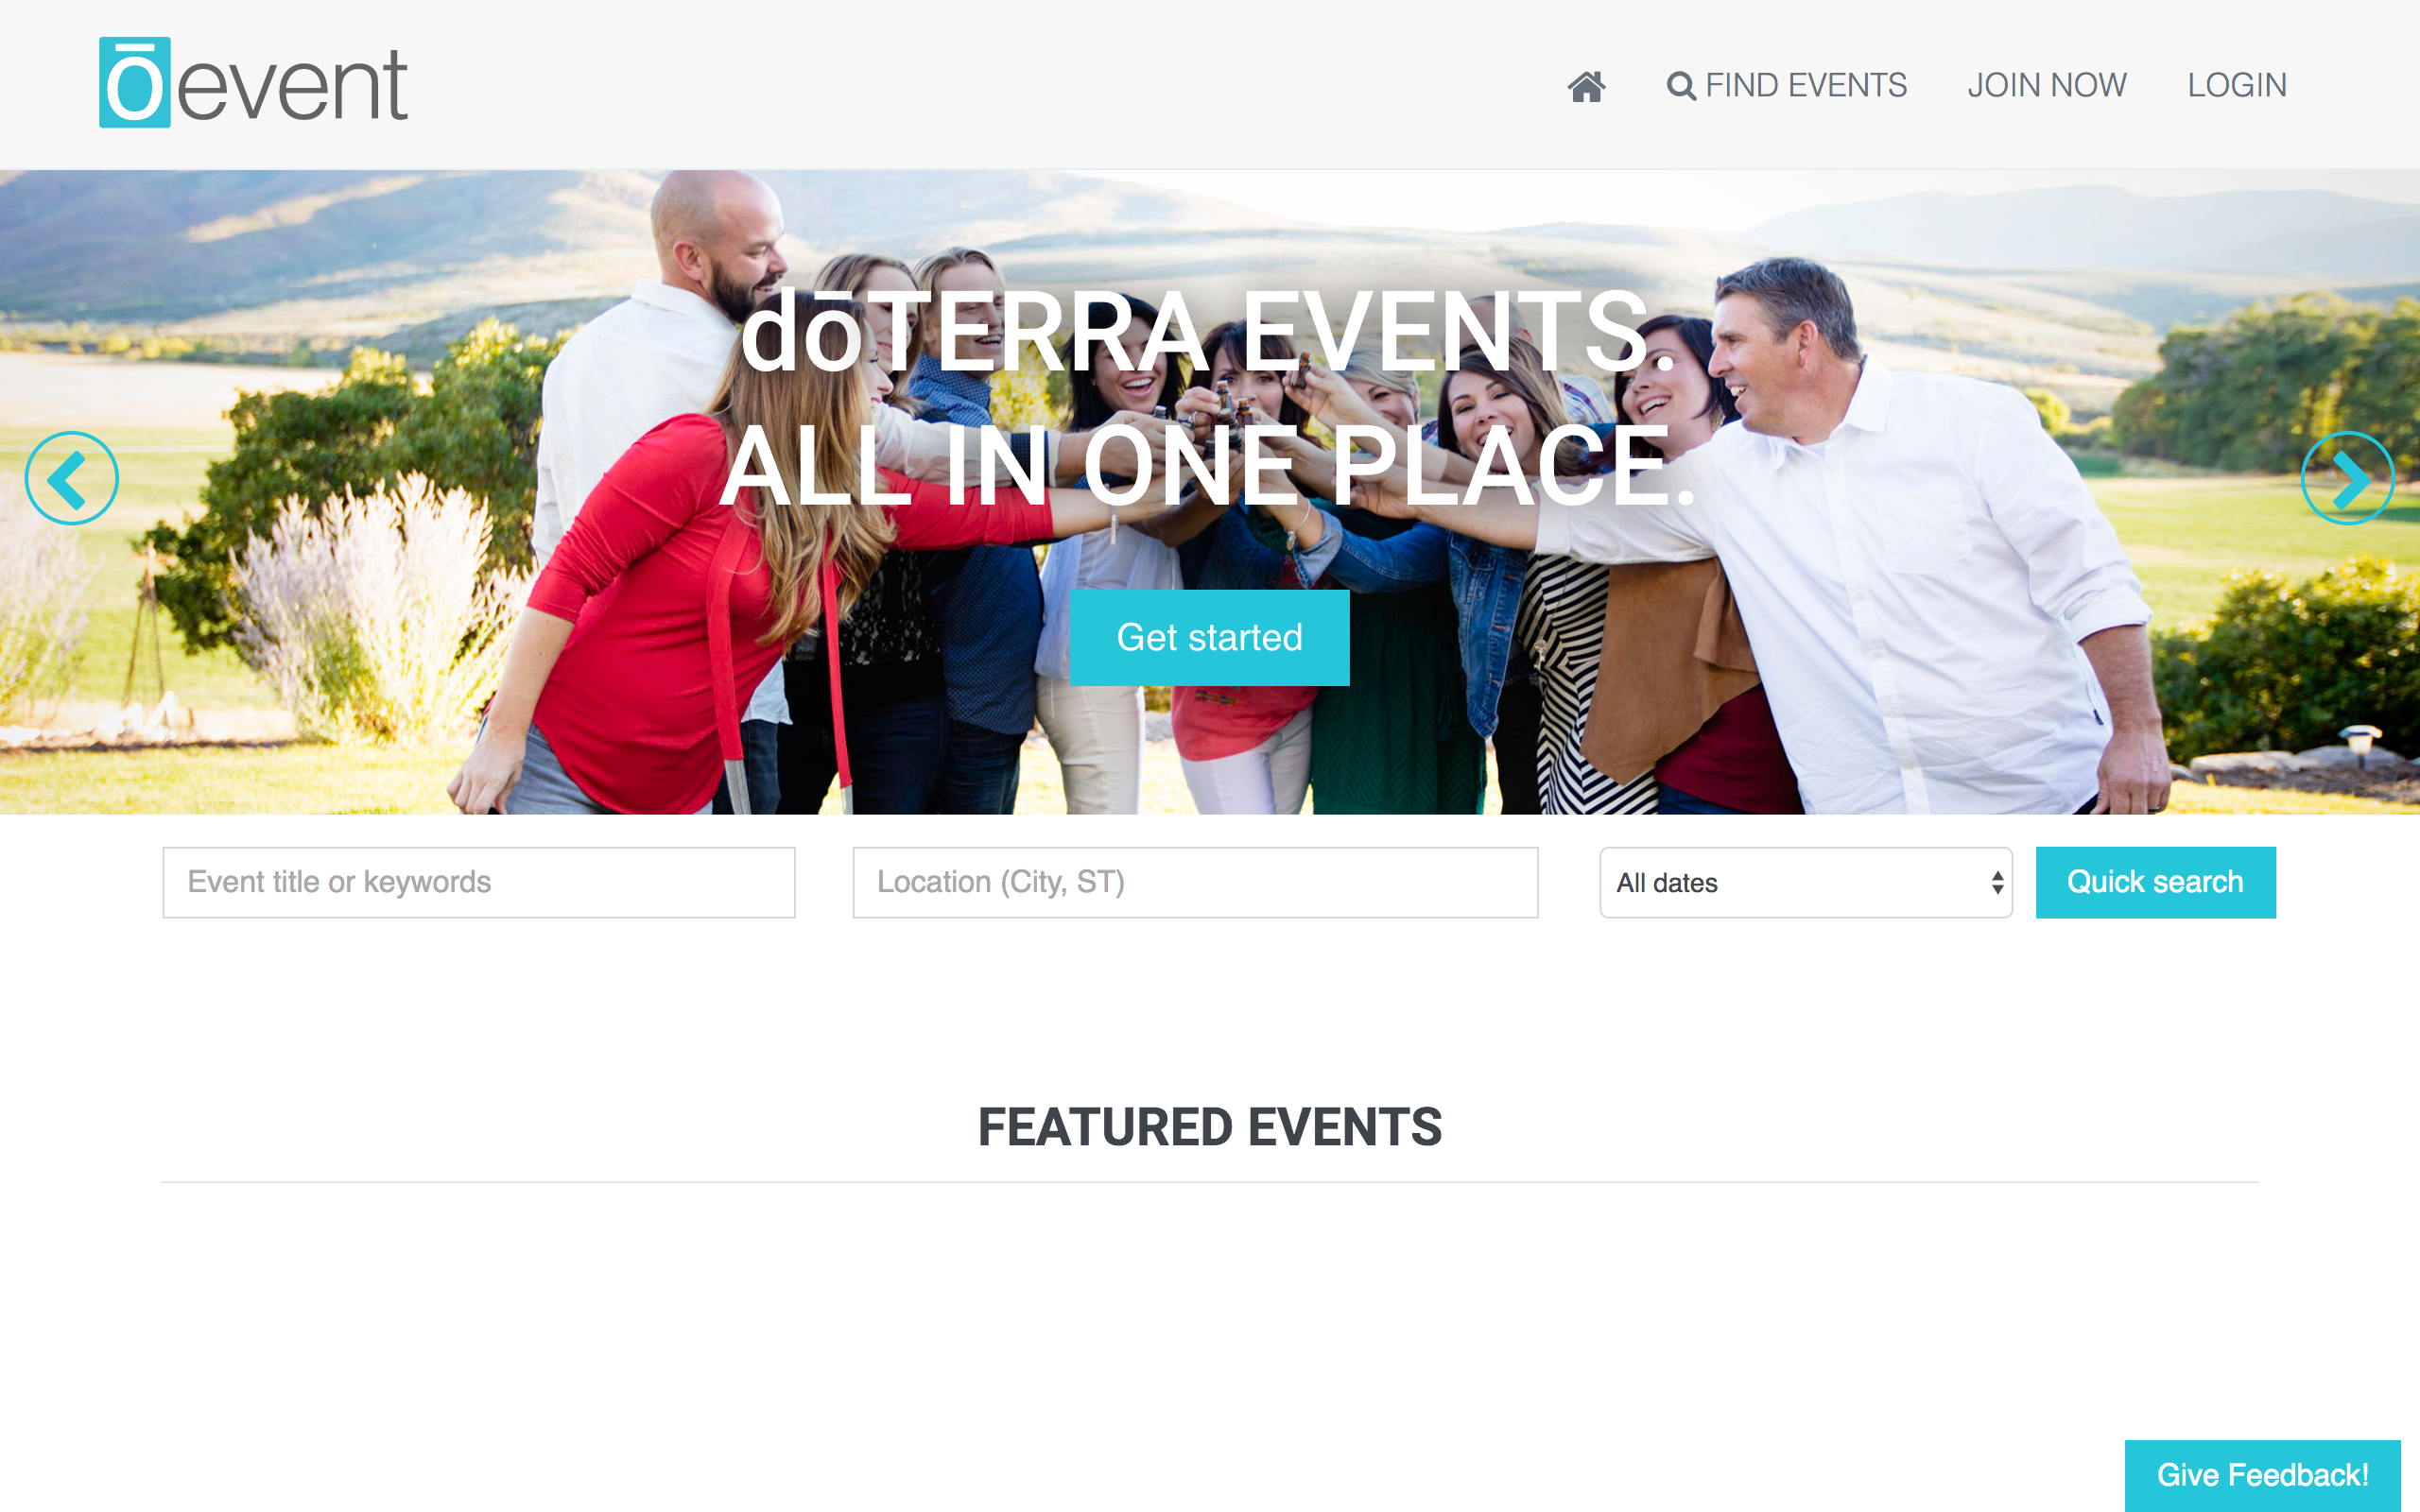 ōevent
FIND EVENTS
JOIN NOW
LOGIN
dōTERRA EVENTS.
ALL IN ONE PLACE.
Get started
Event title or keywords
Location (City, ST)
All dates
Quick search
FEATURED EVENTS
Give Feedback!